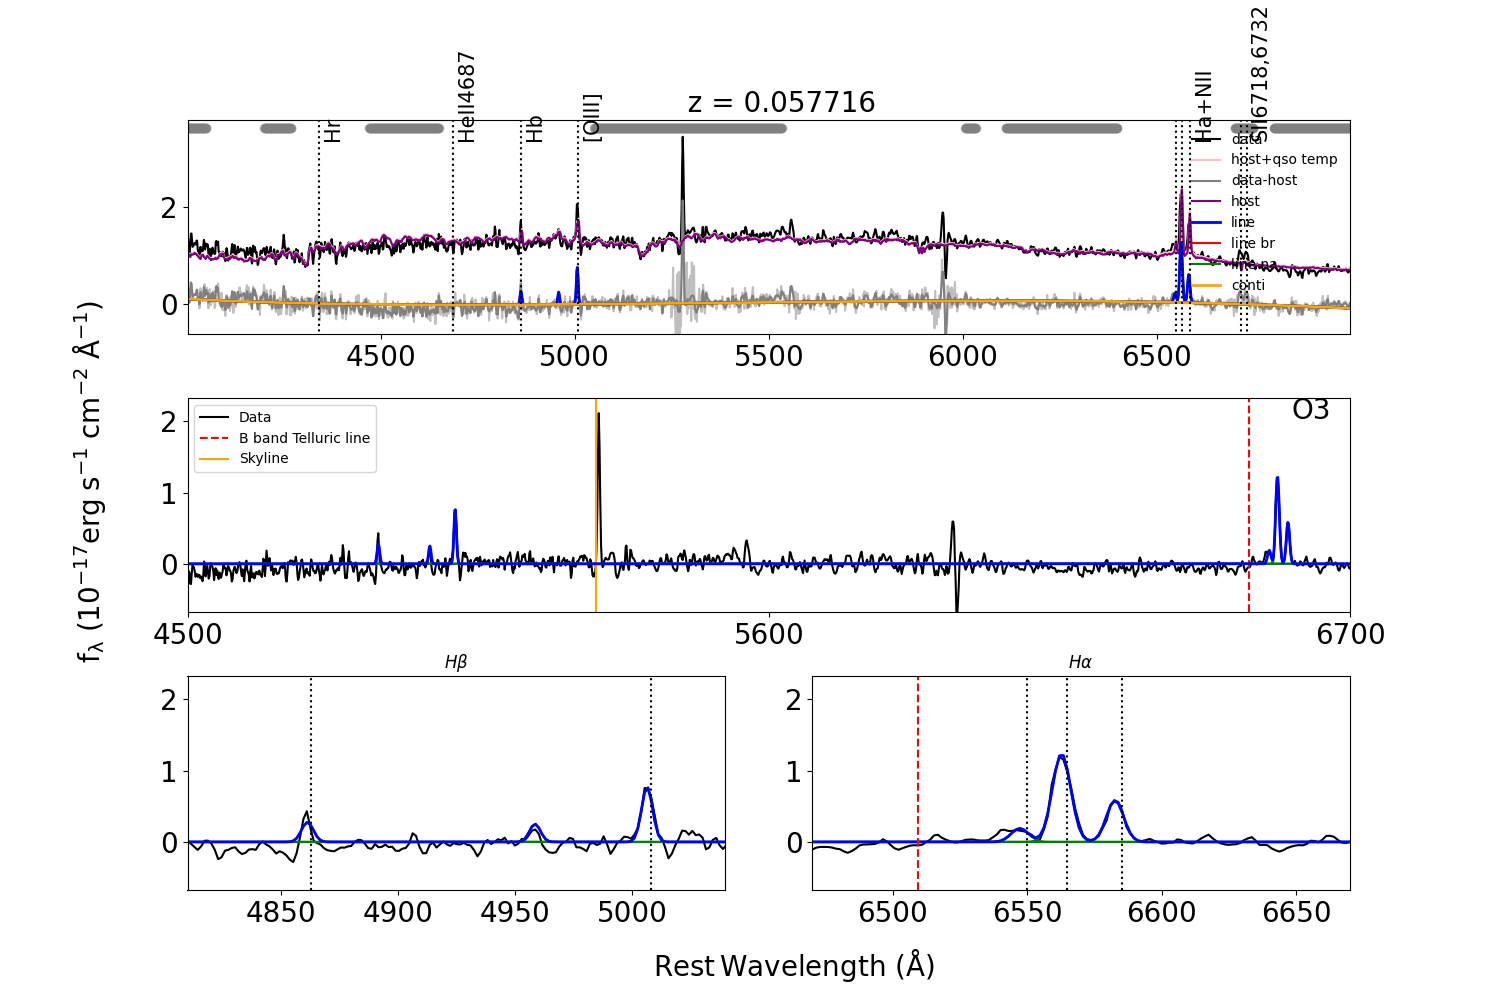 z = 0.057716
Hr
HeII4687
Hb
[OIII]
Ha+NII
SII6718,6732
data
host+qso temp
data-host
host
line
line br
conti
2
0
4500
5000
5500
6000
6500
fλ (10⁻¹⁷erg s⁻¹ cm⁻² Å⁻¹)
Data
B band Telluric line
Skyline
O3
2
1
0
4500
5600
6700
Hβ
2
1
0
4850
4900
4950
5000
Hα
2
1
0
6500
6550
6600
6650
Rest Wavelength (Å)